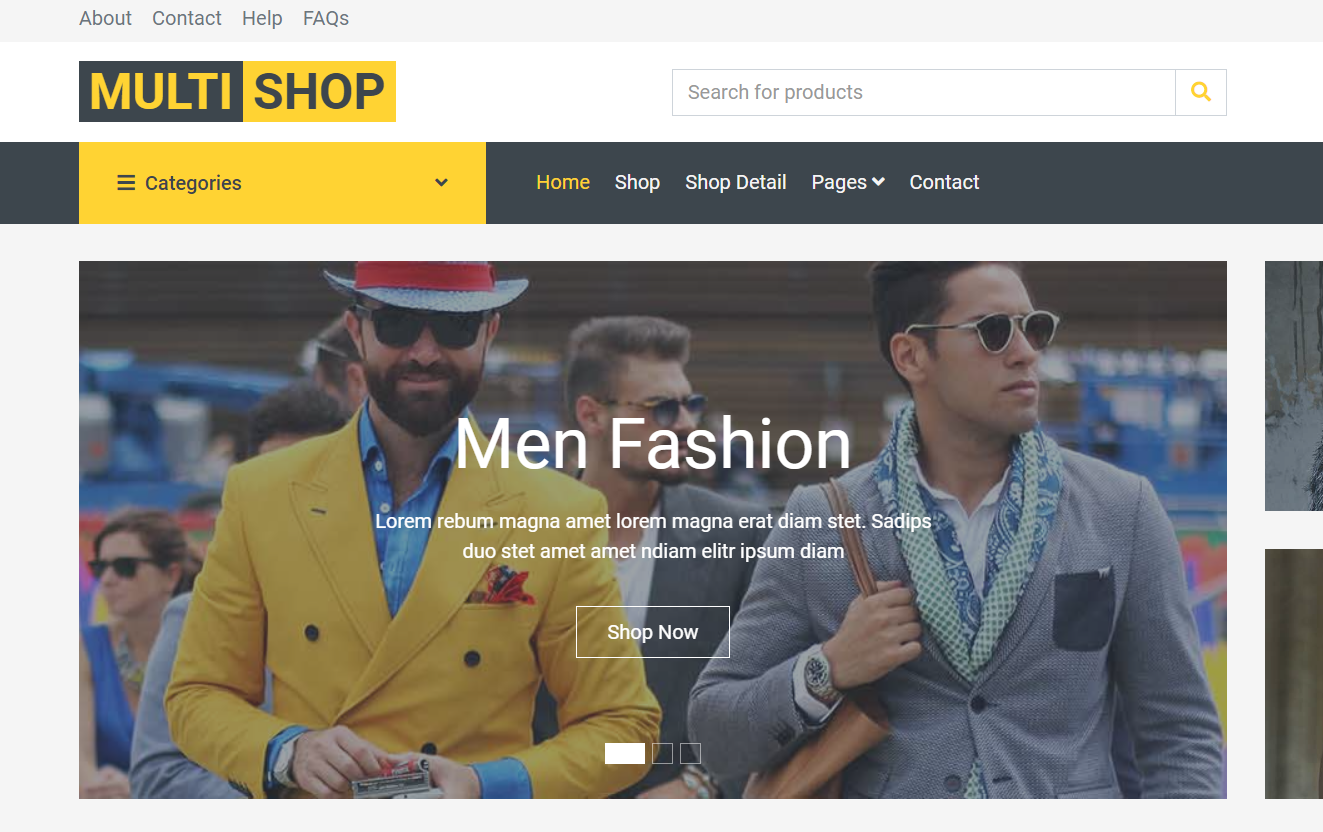 About Contact Help FAQs
MULTI SHOP
Search for products
Categories
Home Shop Shop Detail Pages Contact
Men Fashion
Lorem rebum magna amet lorem magna erat diam stet. Sadips
duo stet amet amet ndiam elitr ipsum diam
Shop Now